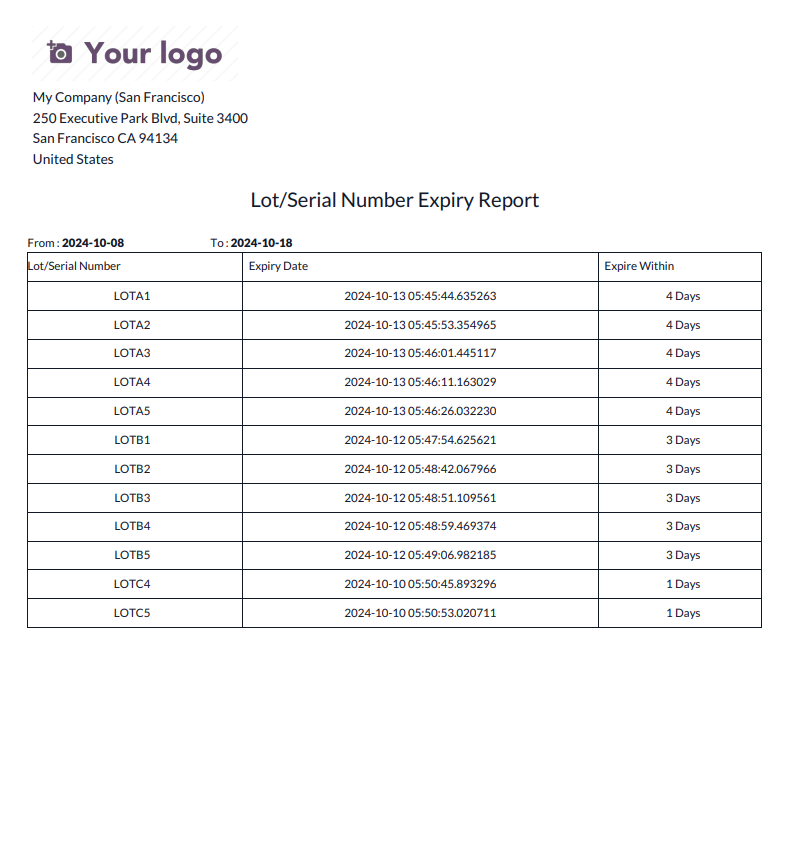 Your logo
My Company (San Francisco)
250 Executive Park Blvd, Suite 3400
San Francisco CA 94134
United States
Lot/Serial Number Expiry Report
From : 2024-10-08 To : 2024-10-18
Lot/Serial Number Expiry Date Expire Within
LOTA1 2024-10-13 05:45:44.635263 4 Days
LOTA2 2024-10-13 05:45:53.354965 4 Days
LOTA3 2024-10-13 05:46:01.445117 4 Days
LOTA4 2024-10-13 05:46:11.163029 4 Days
LOTA5 2024-10-13 05:46:26.032230 4 Days
LOTB1 2024-10-12 05:47:54.625621 3 Days
LOTB2 2024-10-12 05:48:42.067966 3 Days
LOTB3 2024-10-12 05:48:51.109561 3 Days
LOTB4 2024-10-12 05:48:59.469374 3 Days
LOTB5 2024-10-12 05:49:06.982185 3 Days
LOTC4 2024-10-10 05:50:45.893296 1 Days
LOTC5 2024-10-10 05:50:53.020711 1 Days